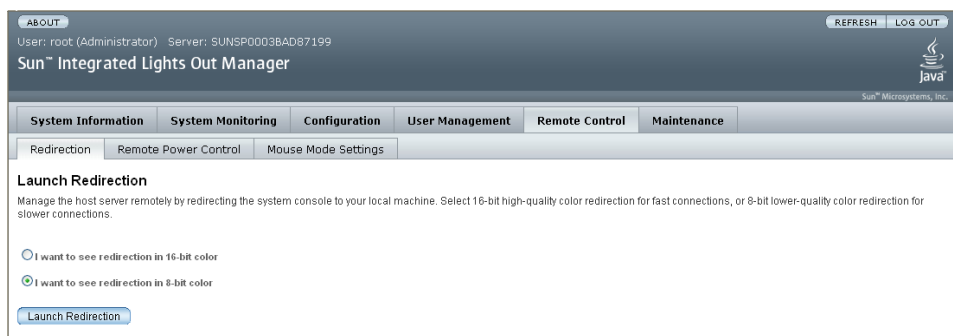 ABOUT
REFRESH LOG OUT
User: root (Administrator) Server: SUNSP0003BAD87199
Sun™ Integrated Lights Out Manager
Java™
Sun™ Microsystems, Inc.
System Information System Monitoring Configuration User Management Remote Control Maintenance
Redirection Remote Power Control Mouse Mode Settings
Launch Redirection
Manage the host server remotely by redirecting the system console to your local machine. Select 16-bit high-quality color redirection for fast connections, or 8-bit lower-quality color redirection for
slower connections.
I want to see redirection in 16-bit color
I want to see redirection in 8-bit color
Launch Redirection